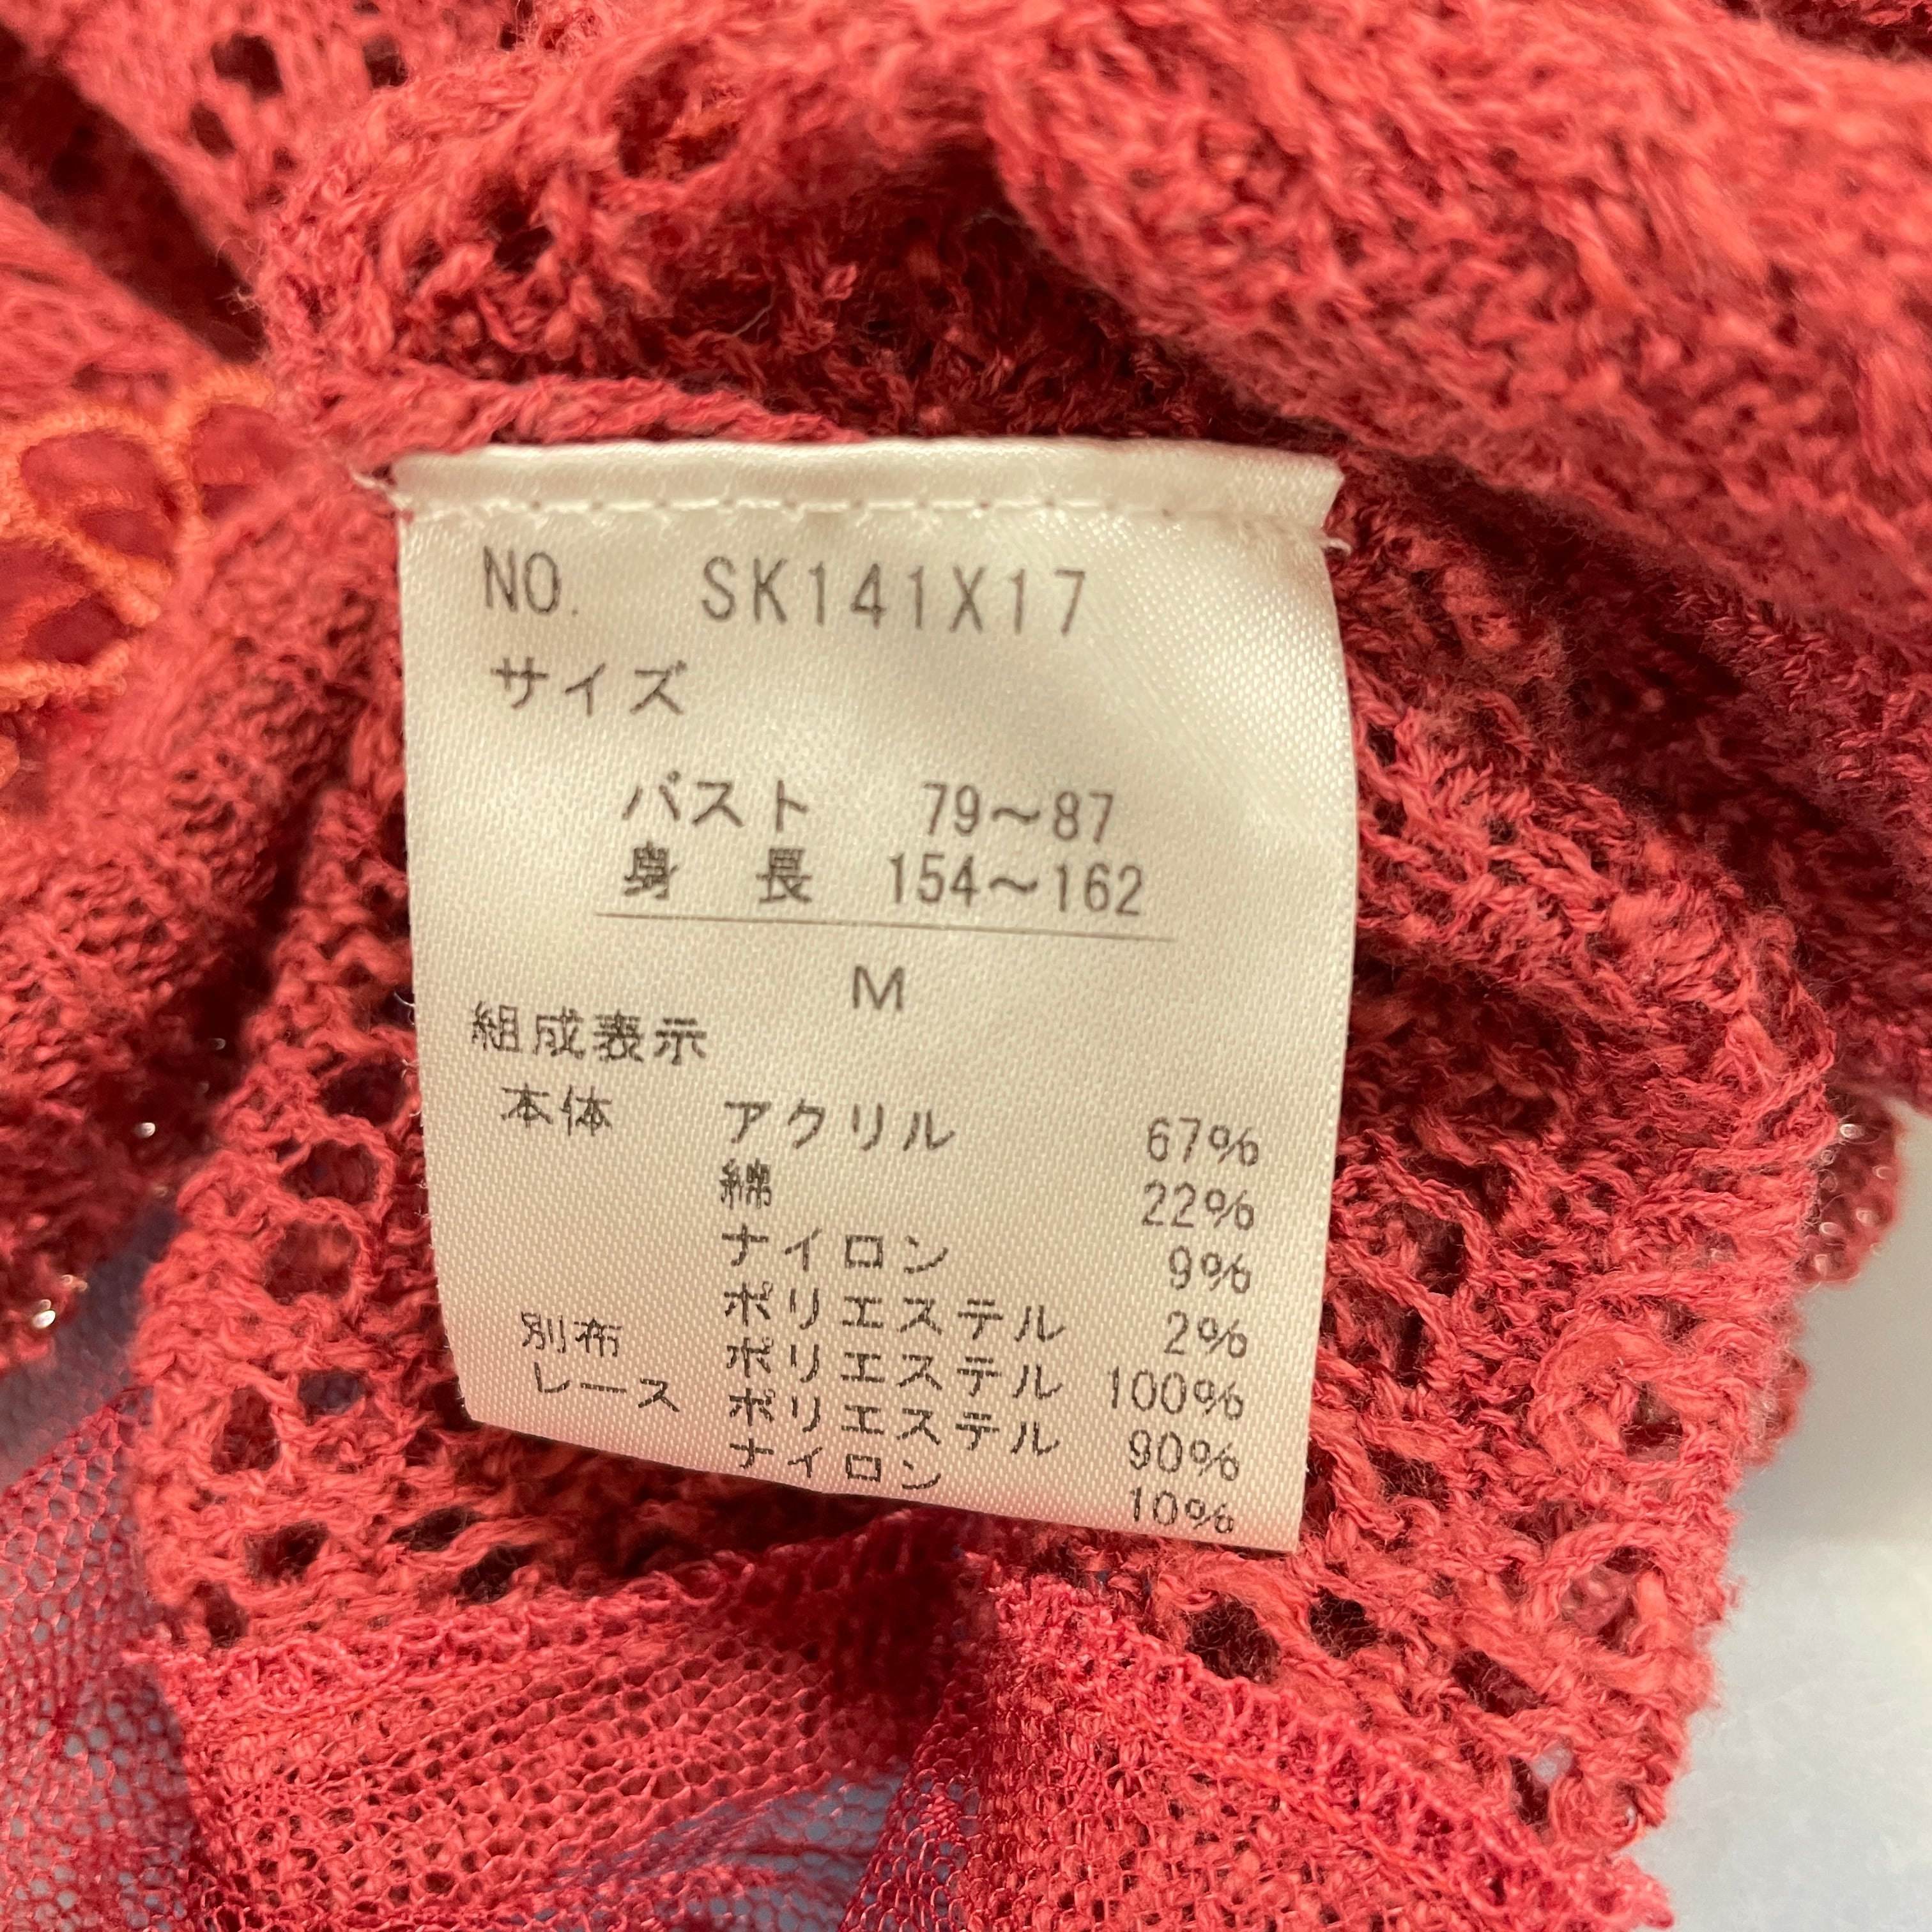 NO. SK141X17
サイズ
バスト 79～87
身 長 154～162
M
組成表示
本体 アクリル 67%
綿 22%
ナイロン 9%
ポリエステル 2%
別布 ポリエステル 100%
レース ポリエステル 90%
ナイロン 10%